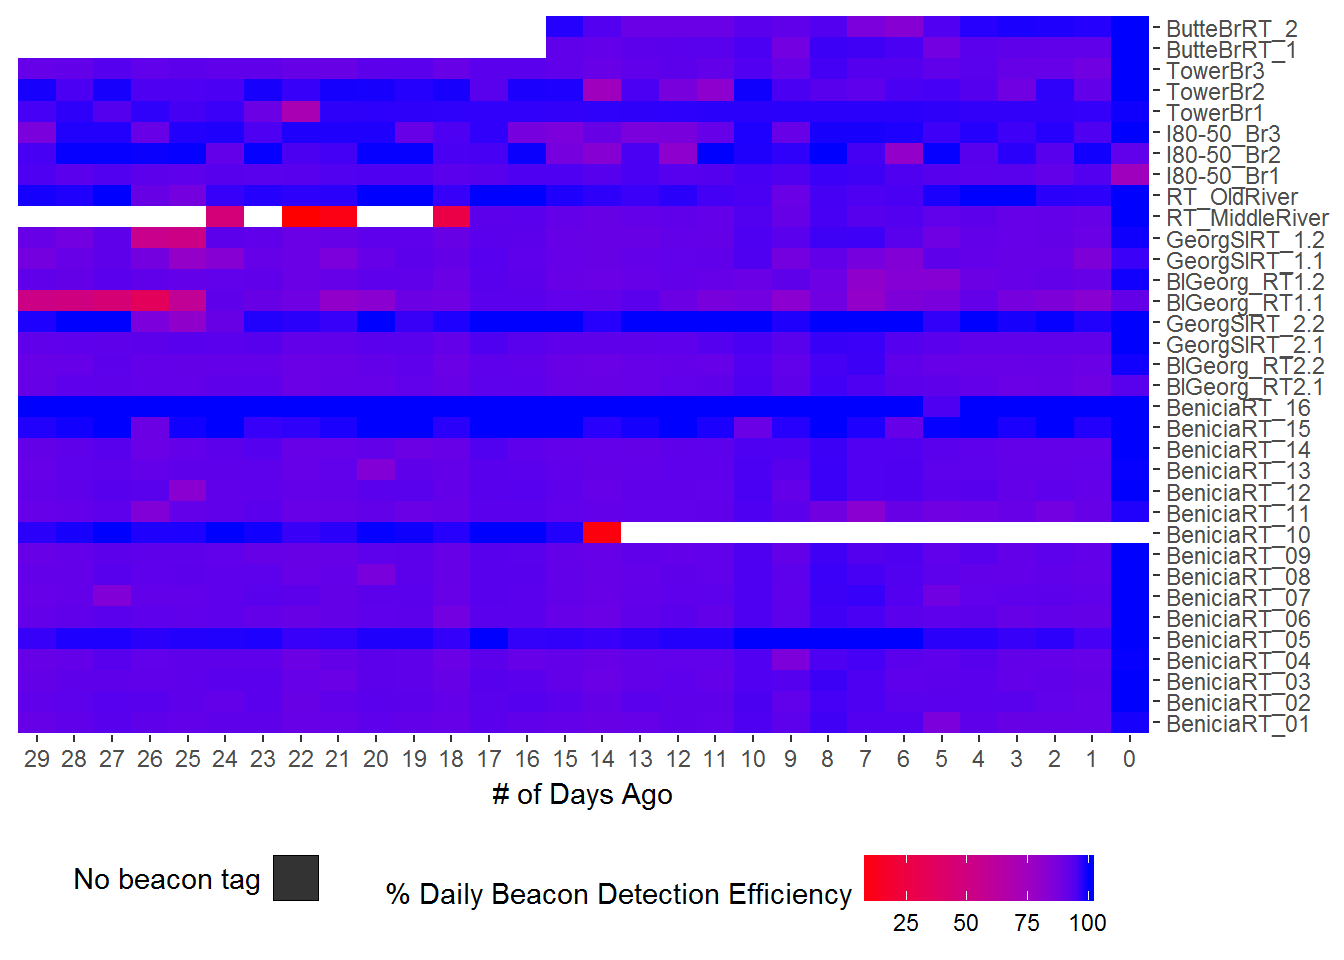 ButteBrRT_2
ButteBrRT_1
TowerBr3
TowerBr2
TowerBr1
I80-50_Br3
I80-50_Br2
I80-50_Br1
RT_OldRiver
RT_MiddleRiver
GeorgSlRT_1.2
GeorgSlRT_1.1
BlGeorg_RT1.2
BlGeorg_RT1.1
GeorgSlRT_2.2
GeorgSlRT_2.1
BlGeorg_RT2.2
BlGeorg_RT2.1
BeniciaRT_16
BeniciaRT_15
BeniciaRT_14
BeniciaRT_13
BeniciaRT_12
BeniciaRT_11
BeniciaRT_10
BeniciaRT_09
BeniciaRT_08
BeniciaRT_07
BeniciaRT_06
BeniciaRT_05
BeniciaRT_04
BeniciaRT_03
BeniciaRT_02
BeniciaRT_01
29 28 27 26 25 24 23 22 21 20 19 18 17 16 15 14 13 12 11 10 9 8 7 6 5 4 3 2 1 0
# of Days Ago
No beacon tag
% Daily Beacon Detection Efficiency
25 50 75 100